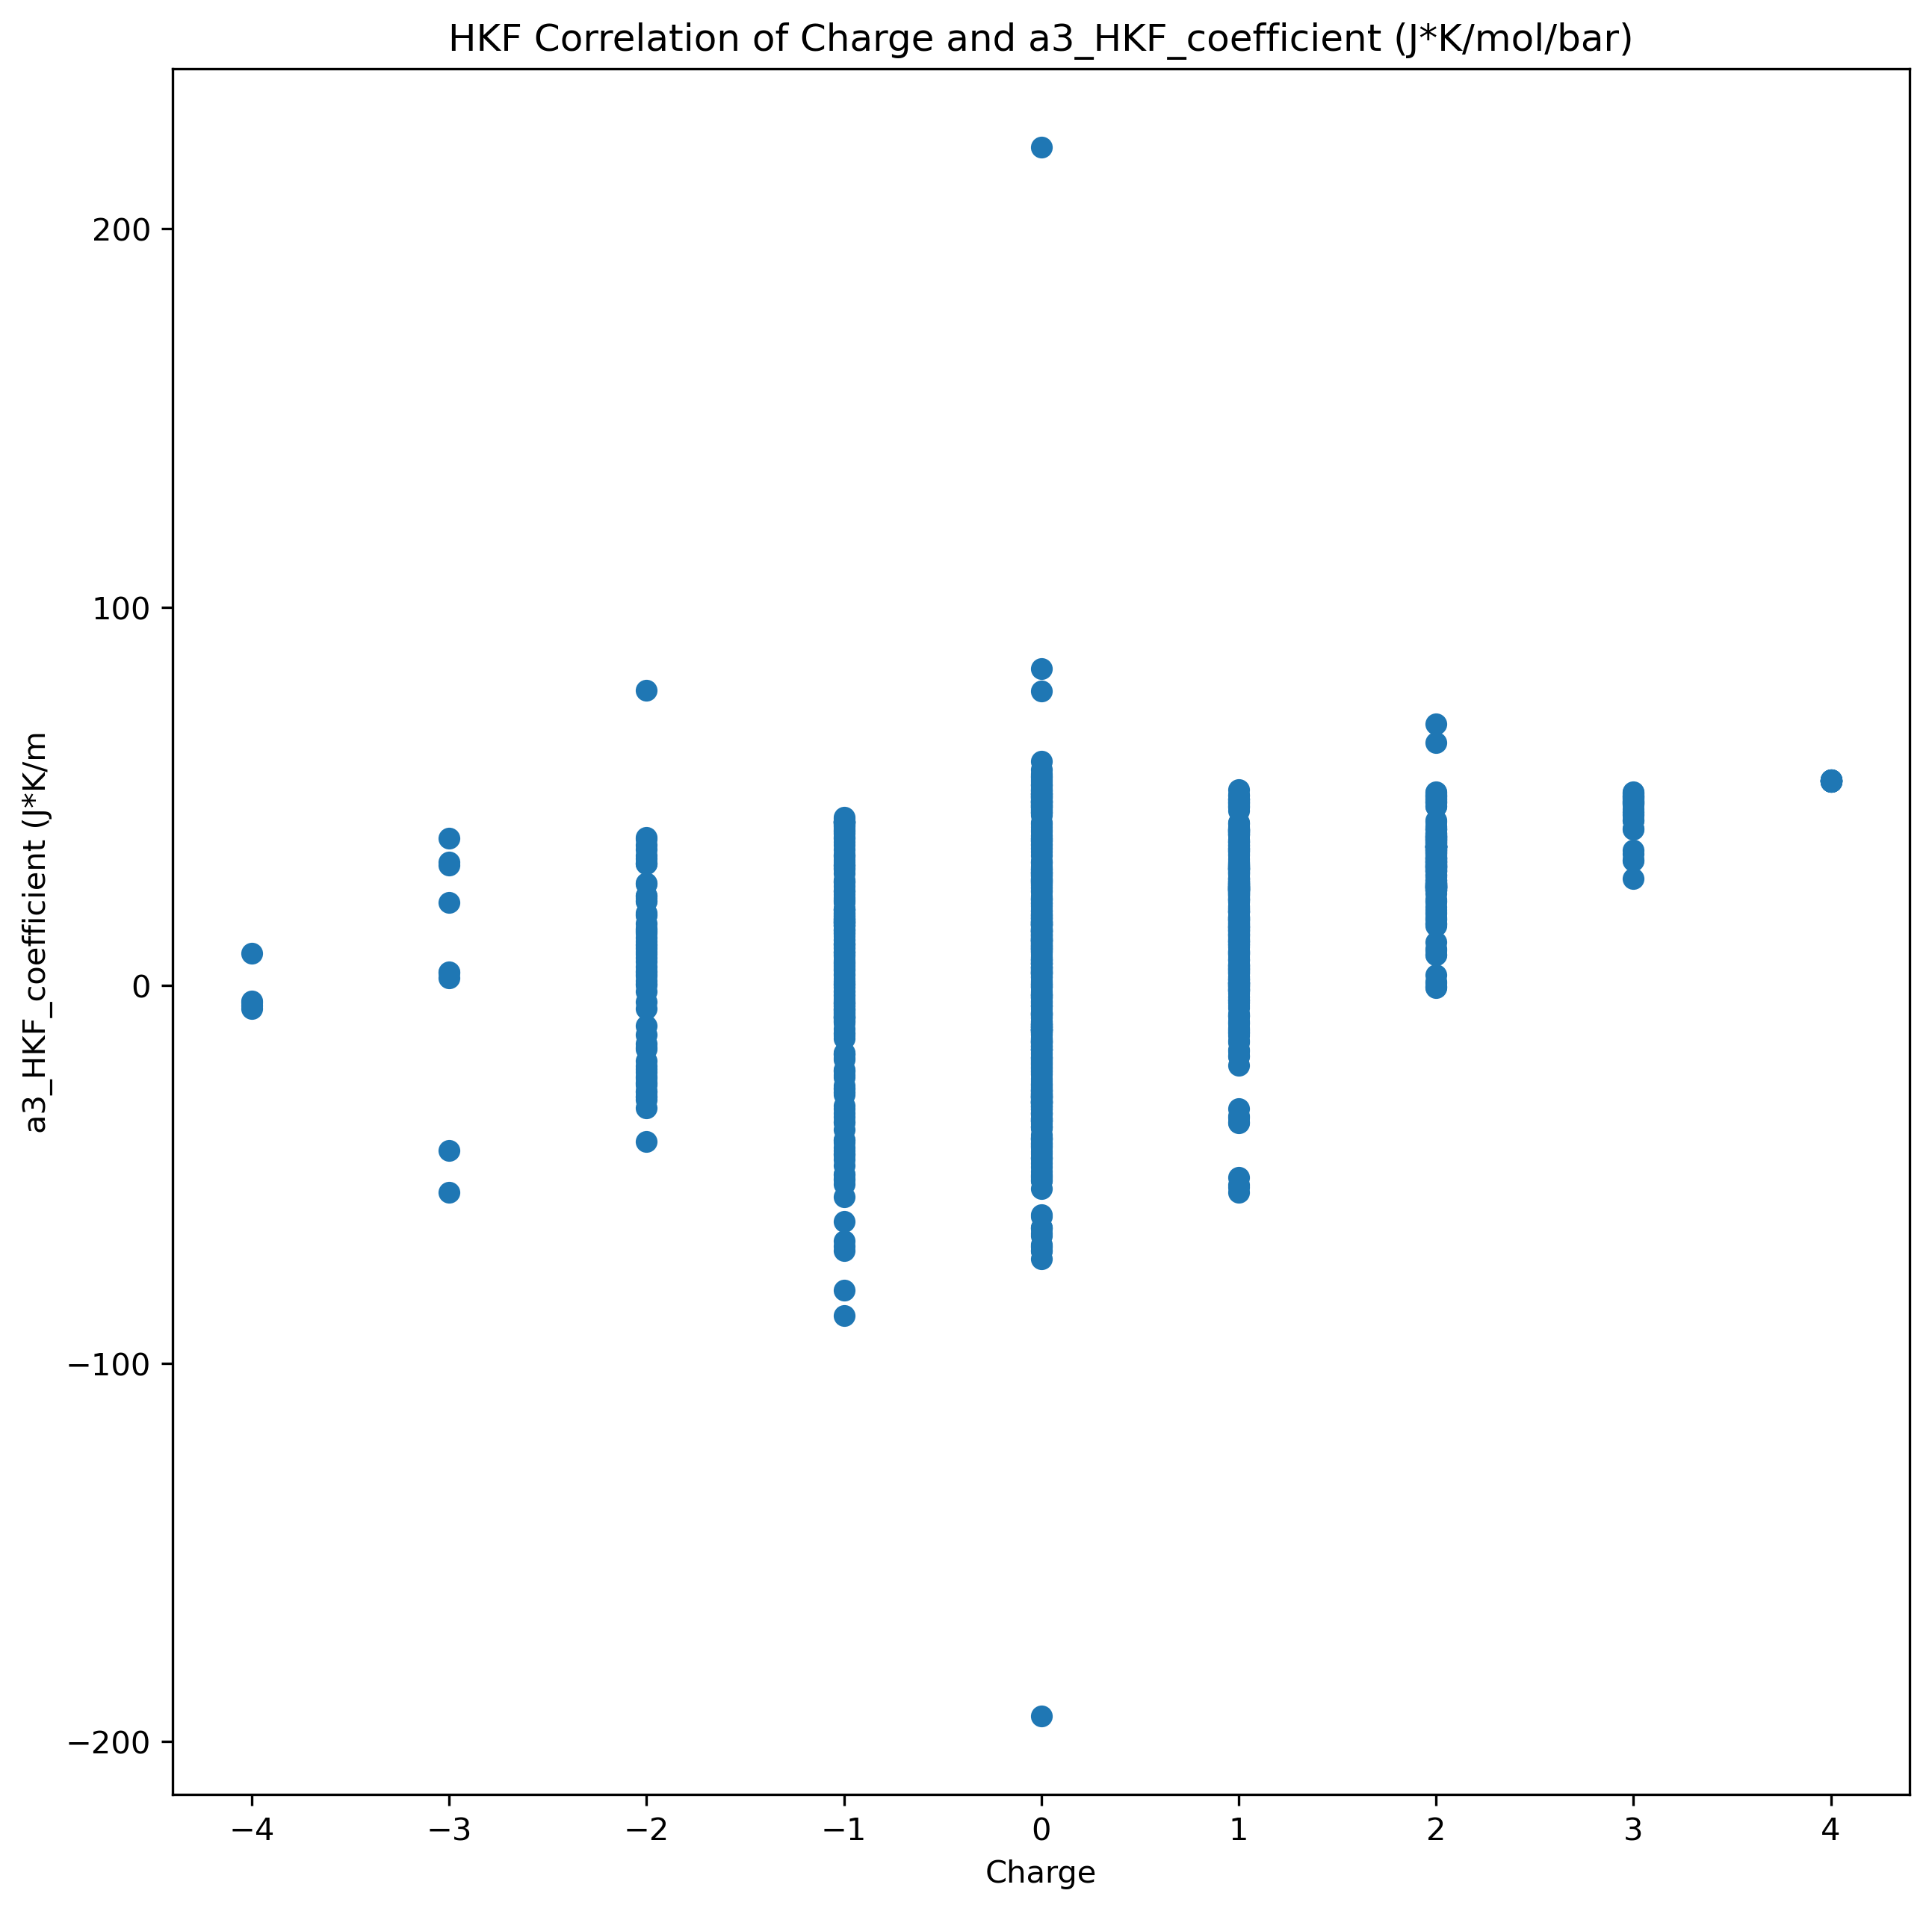 HKF Correlation of Charge and a3_HKF_coefficient (J*K/mol/bar)
a3_HKF_coefficient (J*K/m
200
100
0
−100
−200
−4 −3 −2 −1 0 1 2 3 4
Charge